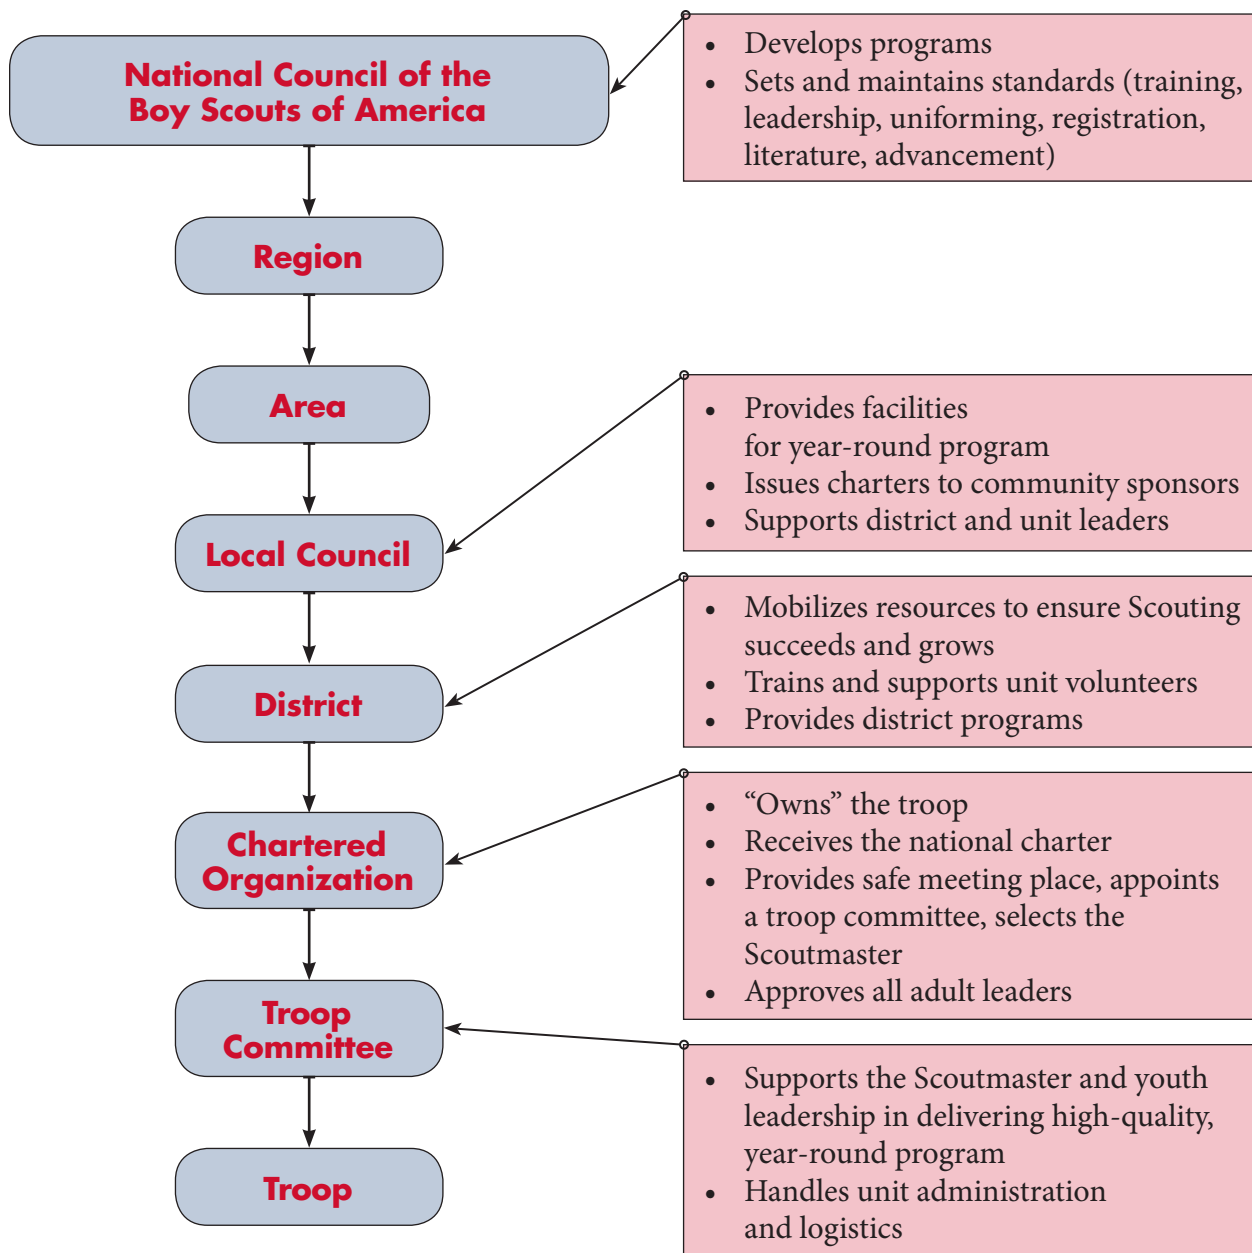 National Council of the
Boy Scouts of America
• Develops programs
• Sets and maintains standards (training,
leadership, uniforming, registration,
literature, advancement)
Region
Area
Local Council
• Provides facilities
for year-round program
• Issues charters to community sponsors
• Supports district and unit leaders
District
• Mobilizes resources to ensure Scouting
succeeds and grows
• Trains and supports unit volunteers
• Provides district programs
Chartered
Organization
• “Owns” the troop
• Receives the national charter
• Provides safe meeting place, appoints
a troop committee, selects the
Scoutmaster
• Approves all adult leaders
Troop
Committee
• Supports the Scoutmaster and youth
leadership in delivering high-quality,
year-round program
• Handles unit administration
and logistics
Troop